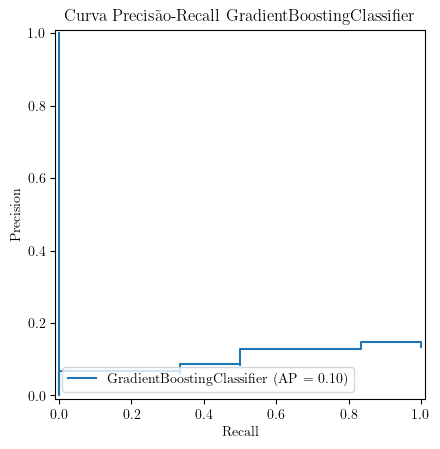 Curva Precisão-Recall GradientBoostingClassifier
1.0
0.8
0.6
0.4
0.2
0.0
Precision
GradientBoostingClassifier (AP = 0.10)
0.0 0.2 0.4 0.6 0.8 1.0
Recall